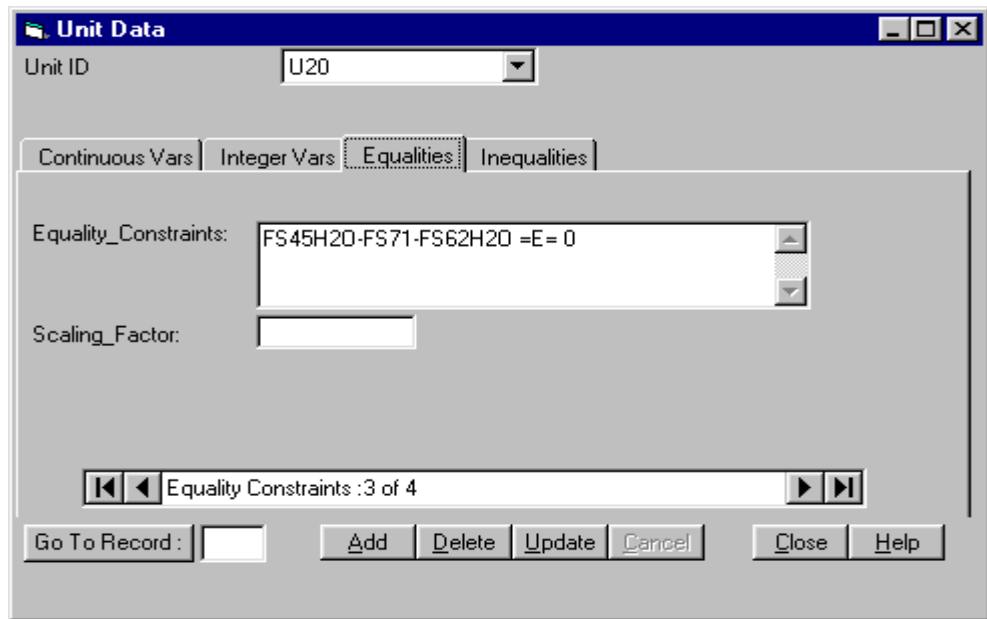 Unit Data
Unit ID
U20
Continuous Vars
Integer Vars
Equalities
Inequalities
Equality_Constraints:
FS45H2O-FS71-FS62H2O =E= 0
Scaling_Factor:
Equality Constraints :3 of 4
Go To Record :
Add
Delete
Update
Cancel
Close
Help